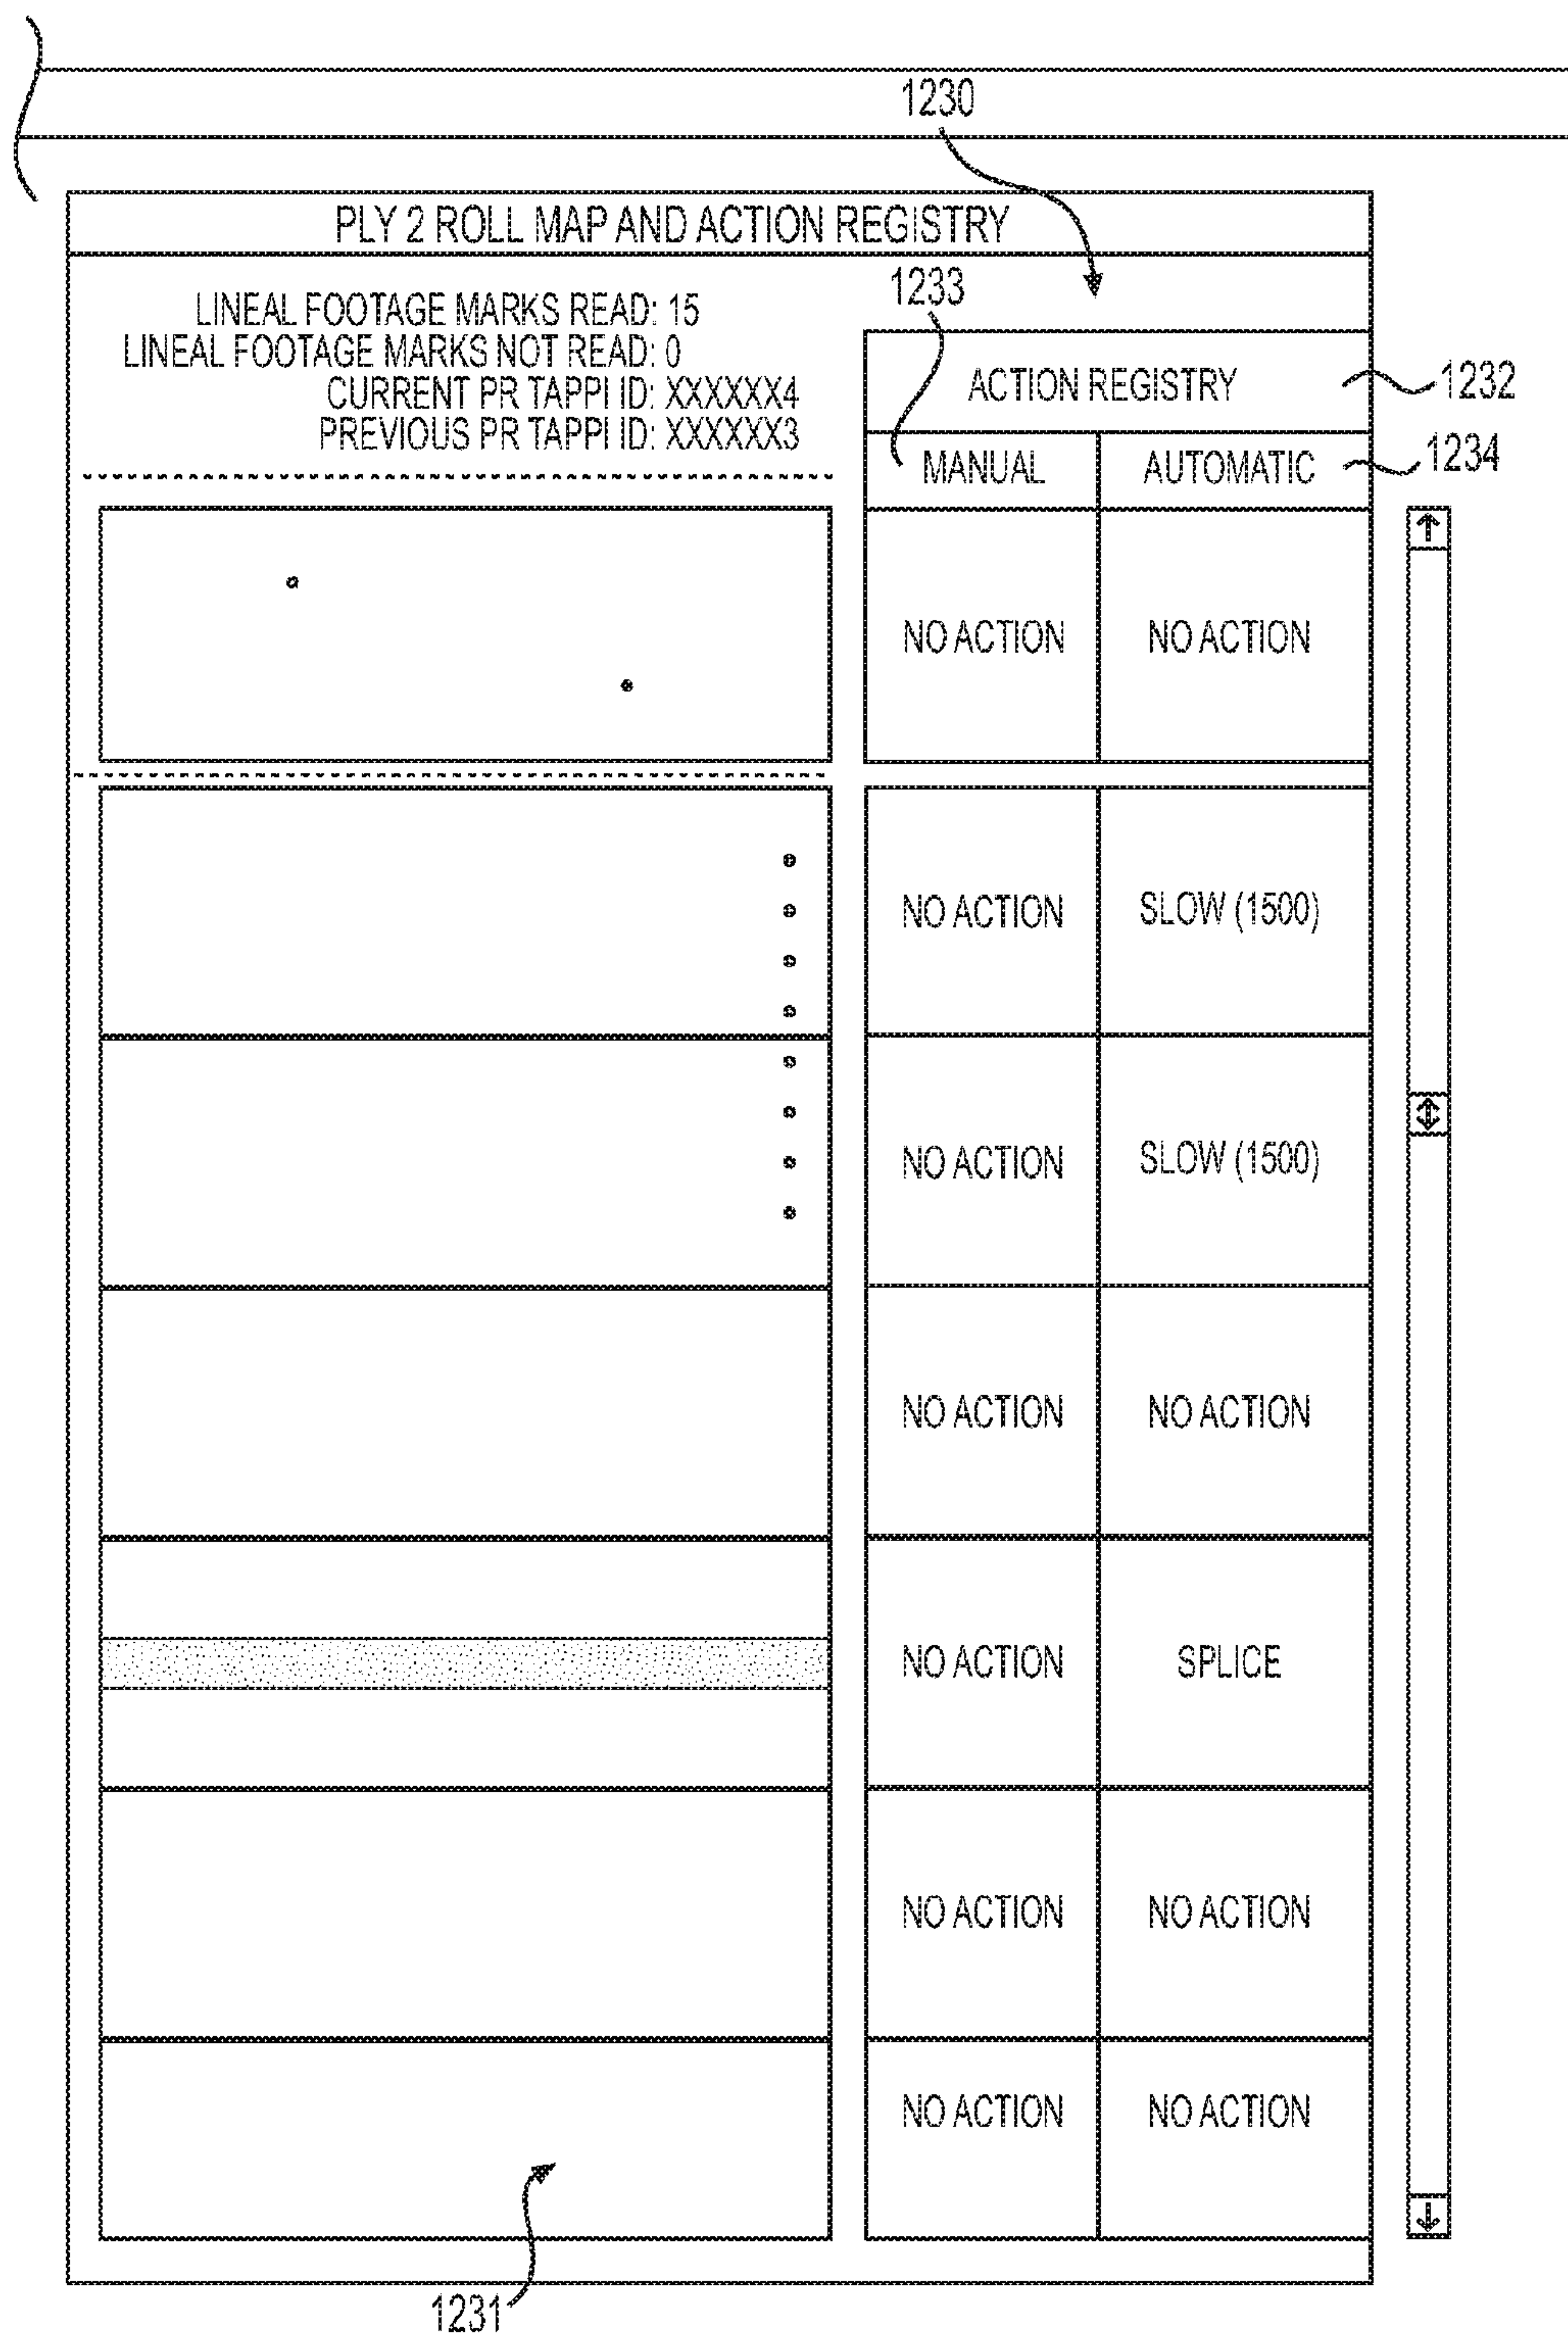 1230
PLY 2 ROLL MAP AND ACTION REGISTRY
1233
LINEAL FOOTAGE MARKS READ: 15
LINEAL FOOTAGE MARKS NOT READ: 0
CURRENT PR TAPPI ID: XXXXXX4
PREVIOUS PR TAPPI ID: XXXXXX3
ACTION REGISTRY
1232
MANUAL AUTOMATIC
1234
NO ACTION NO ACTION
NO ACTION SLOW (1500)
NO ACTION SLOW (1500)
NO ACTION NO ACTION
NO ACTION SPLICE
NO ACTION NO ACTION
NO ACTION NO ACTION
1231